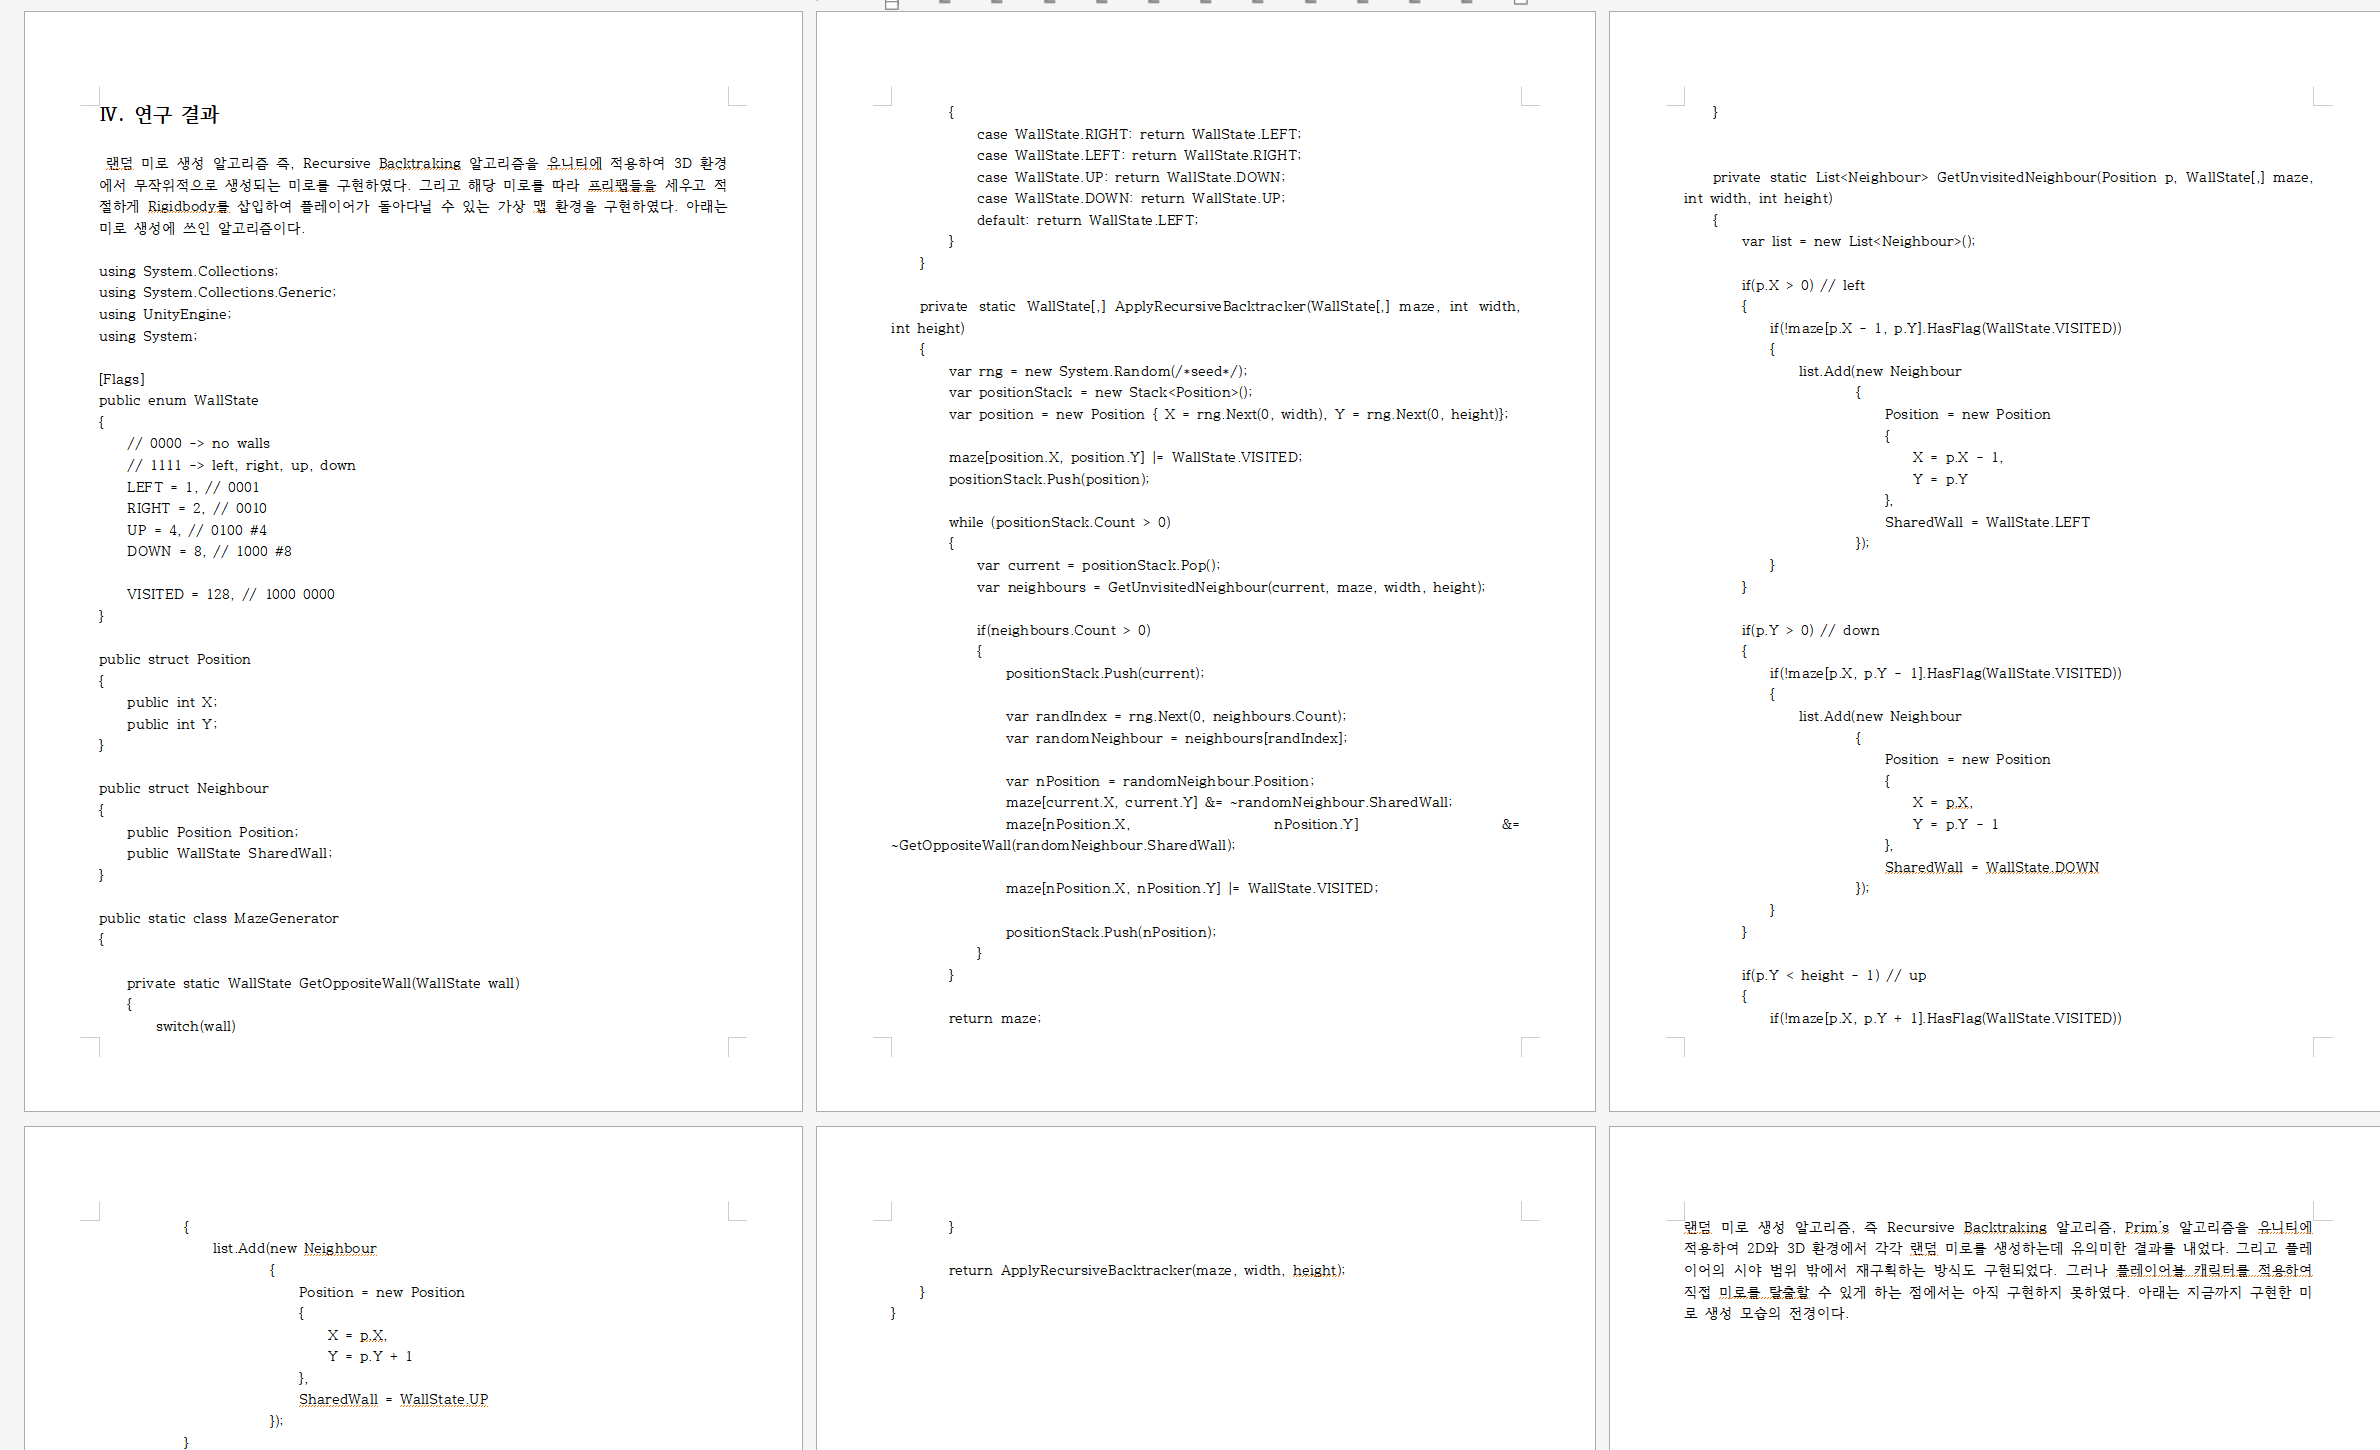 Ⅳ. 연구 결과
랜덤 미로 생성 알고리즘 즉, Recursive Backtraking 알고리즘을 유니티에 적용하여 3D 환경
에서 무작위적으로 생성되는 미로를 구현하였다. 그리고 해당 미로를 따라 프리팹들을 세우고 적
절하게 Rigidbody를 삽입하여 플레이어가 돌아다닐 수 있는 가상 맵 환경을 구현하였다. 아래는
미로 생성에 쓰인 알고리즘이다.
using System.Collections;
using System.Collections.Generic;
using UnityEngine;
using System;
[Flags]
public enum WallState
{
// 0000 -> no walls
// 1111 -> left, right, up, down
LEFT = 1, // 0001
RIGHT = 2, // 0010
UP = 4, // 0100 #4
DOWN = 8, // 1000 #8
VISITED = 128, // 1000 0000
}
public struct Position
{
public int X;
public int Y;
}
public struct Neighbour
{
public Position Position;
public WallState SharedWall;
}
public static class MazeGenerator
{
private static WallState GetOppositeWall(WallState wall)
{
switch(wall)
{
case WallState.RIGHT: return WallState.LEFT;
case WallState.LEFT: return WallState.RIGHT;
case WallState.UP: return WallState.DOWN;
case WallState.DOWN: return WallState.UP;
default: return WallState.LEFT;
}
}
private static WallState[,] ApplyRecursiveBacktracker(WallState[,] maze, int width,
int height)
{
var rng = new System.Random(/*seed*/);
var positionStack = new Stack<Position>();
var position = new Position { X = rng.Next(0, width), Y = rng.Next(0, height)};
maze[position.X, position.Y] |= WallState.VISITED;
positionStack.Push(position);
while (positionStack.Count > 0)
{
var current = positionStack.Pop();
var neighbours = GetUnvisitedNeighbour(current, maze, width, height);
if(neighbours.Count > 0)
{
positionStack.Push(current);
var randIndex = rng.Next(0, neighbours.Count);
var randomNeighbour = neighbours[randIndex];
var nPosition = randomNeighbour.Position;
maze[current.X, current.Y] &= ~randomNeighbour.SharedWall;
maze[nPosition.X, nPosition.Y] &=
~GetOppositeWall(randomNeighbour.SharedWall);
maze[nPosition.X, nPosition.Y] |= WallState.VISITED;
positionStack.Push(nPosition);
}
}
return maze;
}
private static List<Neighbour> GetUnvisitedNeighbour(Position p, WallState[,] maze,
int width, int height)
{
var list = new List<Neighbour>();
if(p.X > 0) // left
{
if(!maze[p.X - 1, p.Y].HasFlag(WallState.VISITED))
{
list.Add(new Neighbour
{
Position = new Position
{
X = p.X - 1,
Y = p.Y
},
SharedWall = WallState.LEFT
});
}
}
if(p.Y > 0) // down
{
if(!maze[p.X, p.Y - 1].HasFlag(WallState.VISITED))
{
list.Add(new Neighbour
{
Position = new Position
{
X = p.X,
Y = p.Y - 1
},
SharedWall = WallState.DOWN
});
}
}
if(p.Y < height - 1) // up
{
if(!maze[p.X, p.Y + 1].HasFlag(WallState.VISITED))
{
list.Add(new Neighbour
{
Position = new Position
{
X = p.X,
Y = p.Y + 1
},
SharedWall = WallState.UP
});
}
}
return ApplyRecursiveBacktracker(maze, width, height);
}
}
랜덤 미로 생성 알고리즘, 즉 Recursive Backtraking 알고리즘, Prim's 알고리즘을 유니티에
적용하여 2D와 3D 환경에서 각각 랜덤 미로를 생성하는데 유의미한 결과를 내었다. 그리고 플레
이어의 시야 범위 밖에서 재구획하는 방식도 구현되었다. 그러나 플레이어블 캐릭터를 적용하여
직접 미로를 탈출할 수 있게 하는 점에서는 아직 구현하지 못하였다. 아래는 지금까지 구현한 미
로 생성 모습의 전경이다.